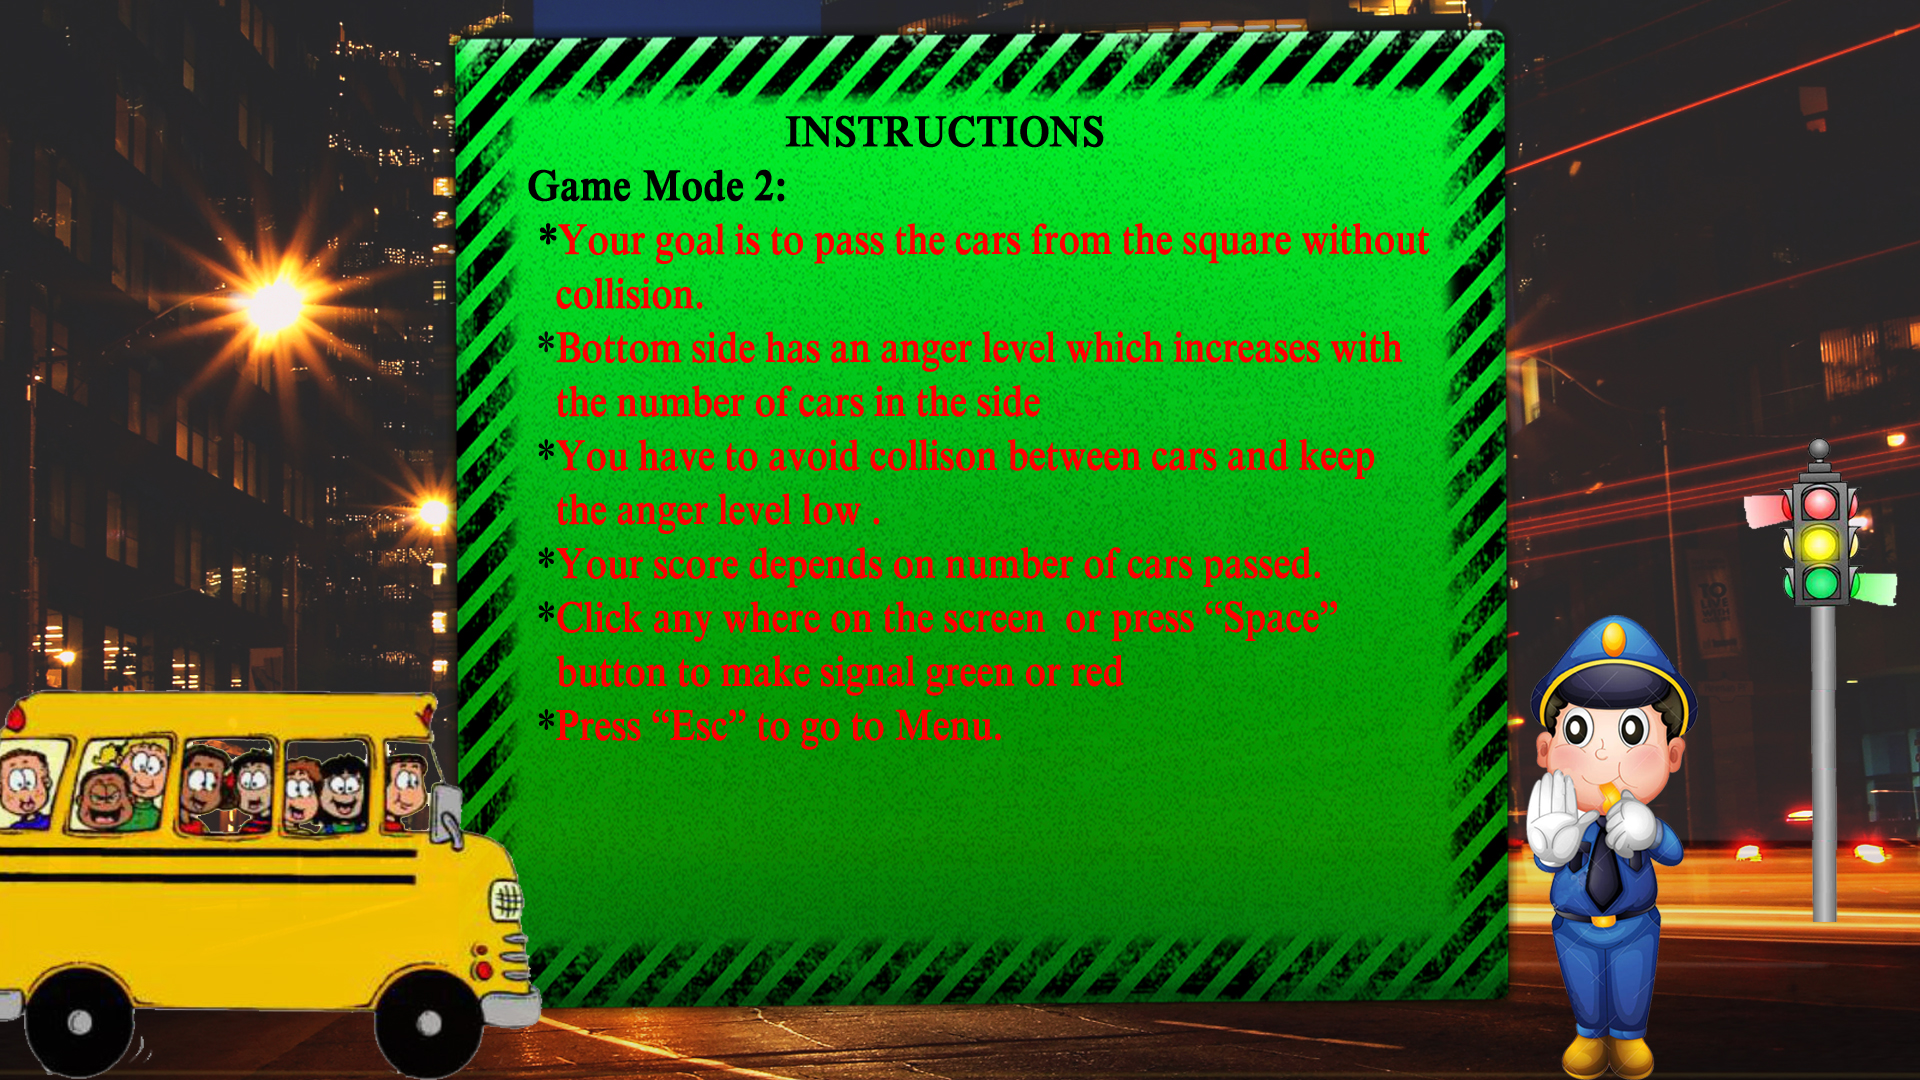 INSTRUCTIONS
Game Mode 2:
*Your goal is to pass the cars from the square without
collision.
*Bottom side has an anger level which increases with
the number of cars in the side
*You have to avoid collison between cars and keep
the anger level low .
*Your score depends on number of cars passed.
*Click any where on the screen  or press “Space”
button to make signal green or red
*Press “Esc” to go to Menu.